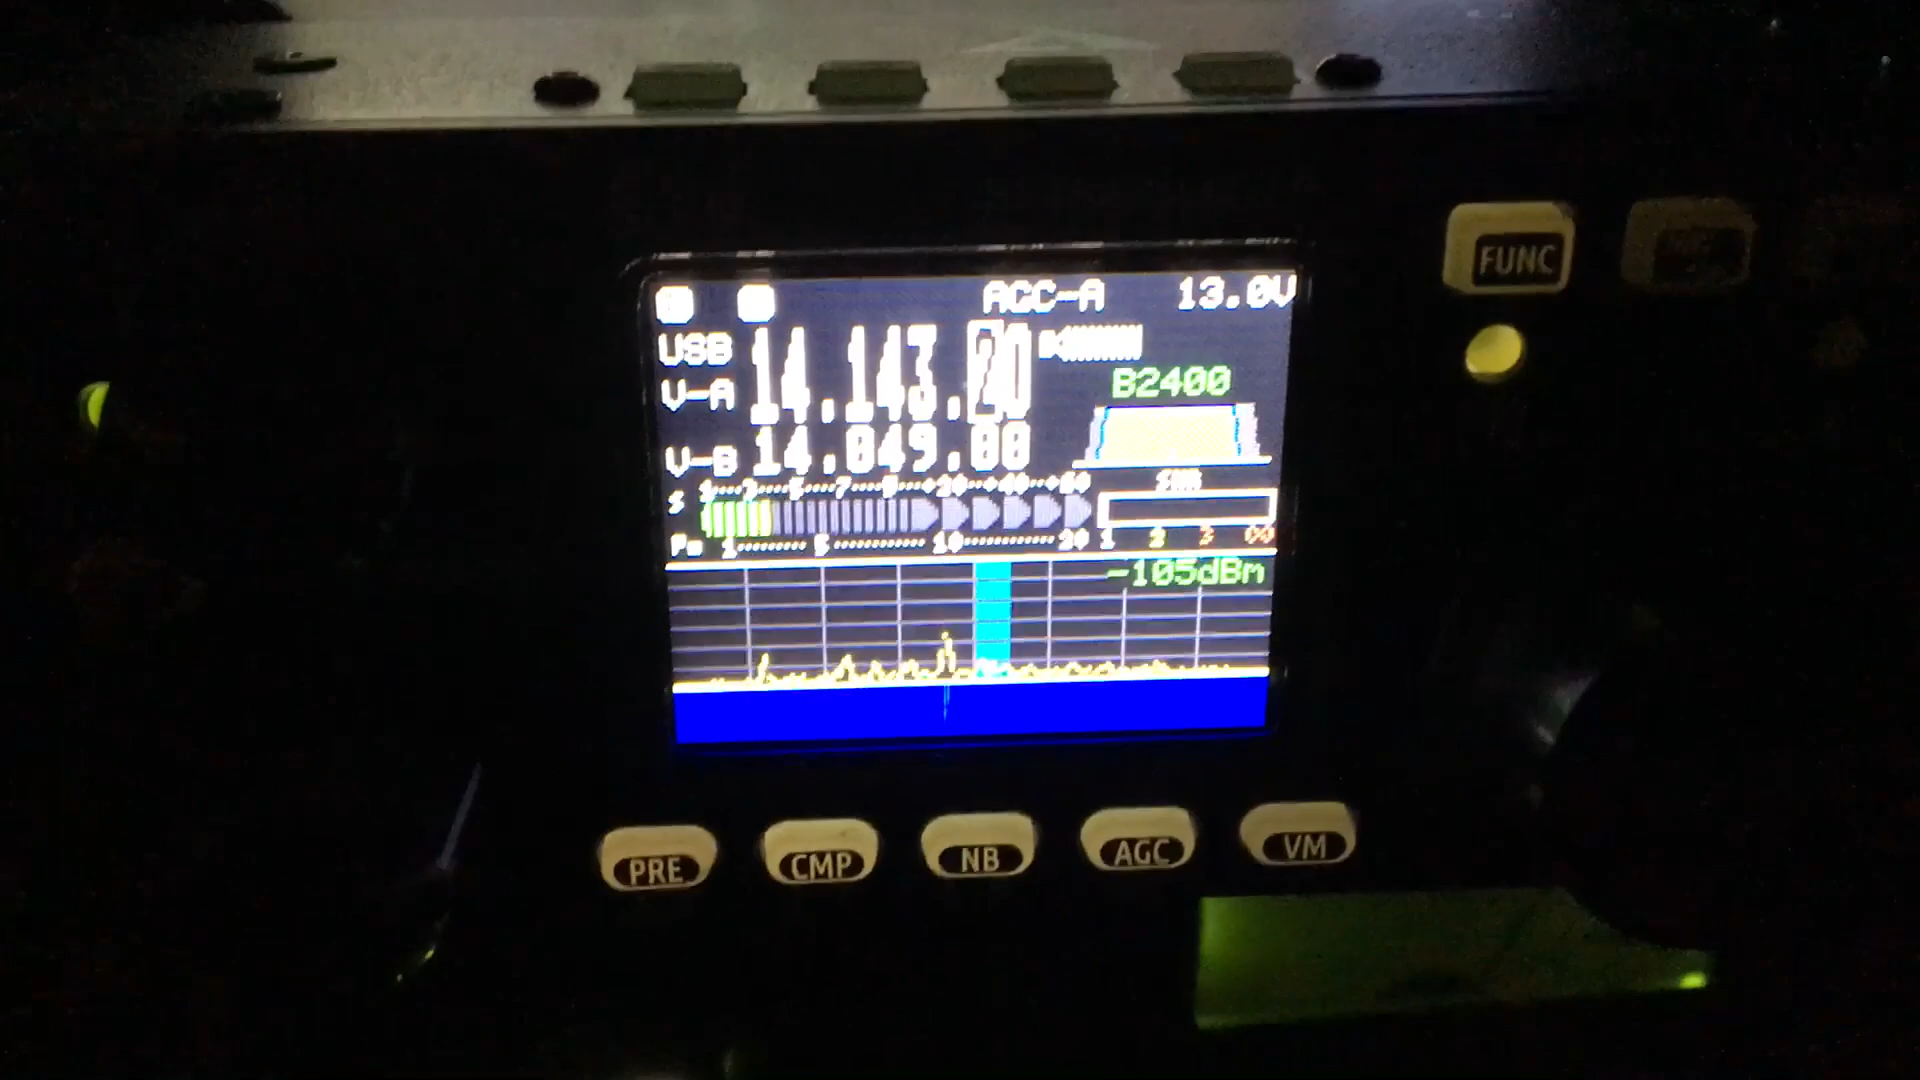 AGC-A 13.0V
FUNC
USB
V-A 14.143.20
B2400
V-B 14.049.00
S 1 3 5 7 9 +20 +40 +60 SWR
Po 1 5 10 20 1 2 3 ∞
-105dBm
PRE CMP NB AGC VM